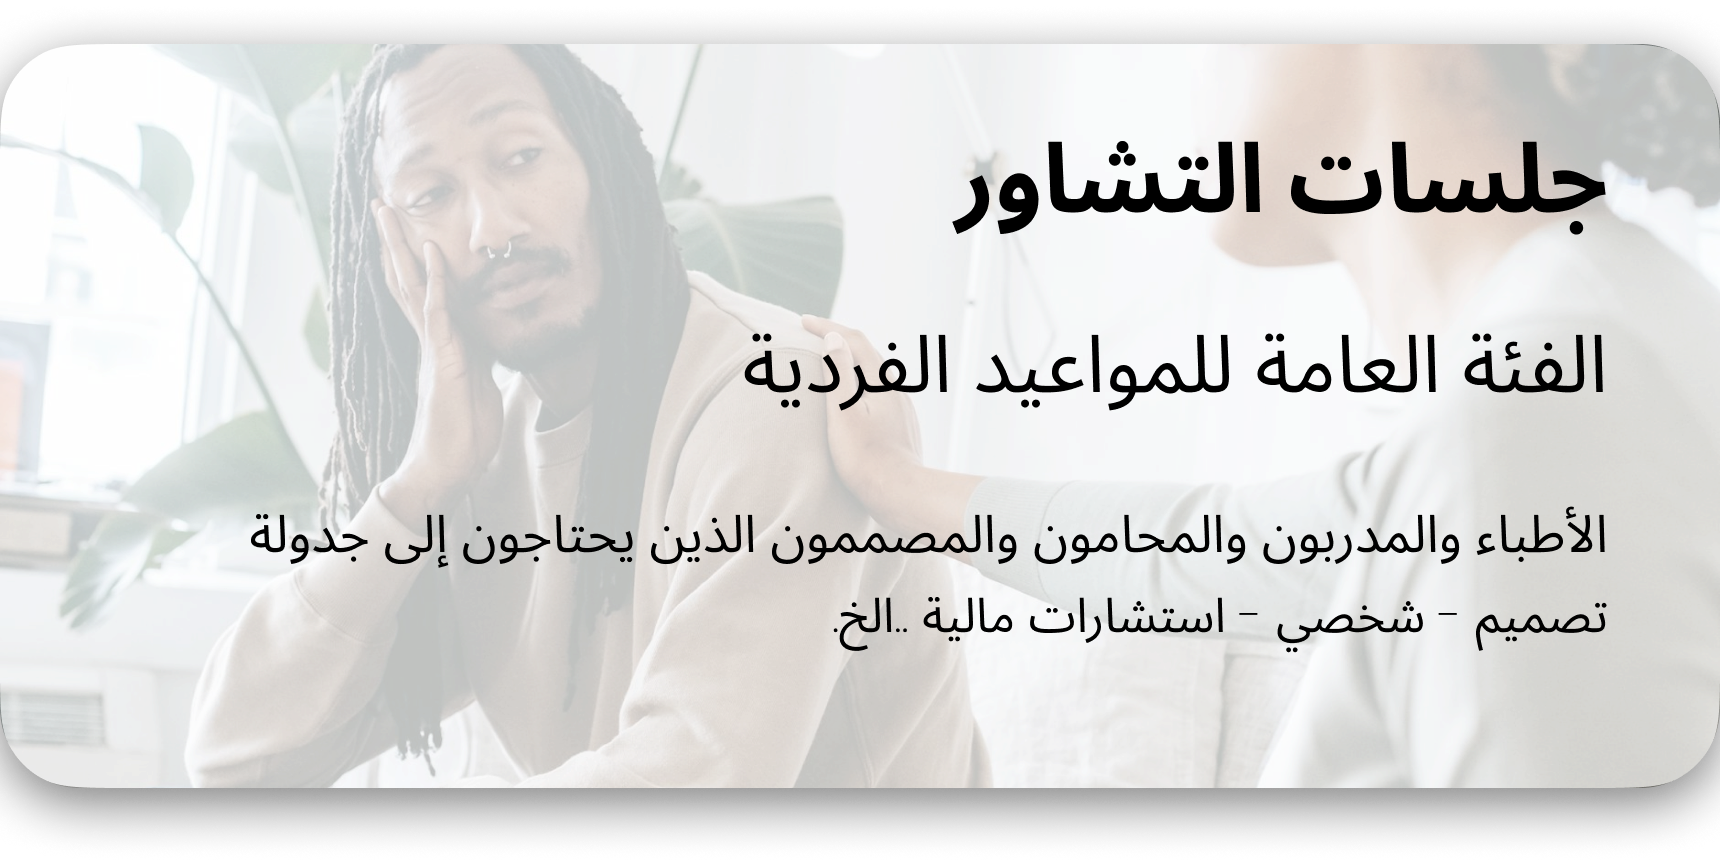 جلسات التشاور
الفئة العامة للمواعيد الفردية
الأطباء والمدربون والمحامون والمصممون الذين يحتاجون إلى جدولة
تصميم – شخصي – استشارات مالية ..الخ.